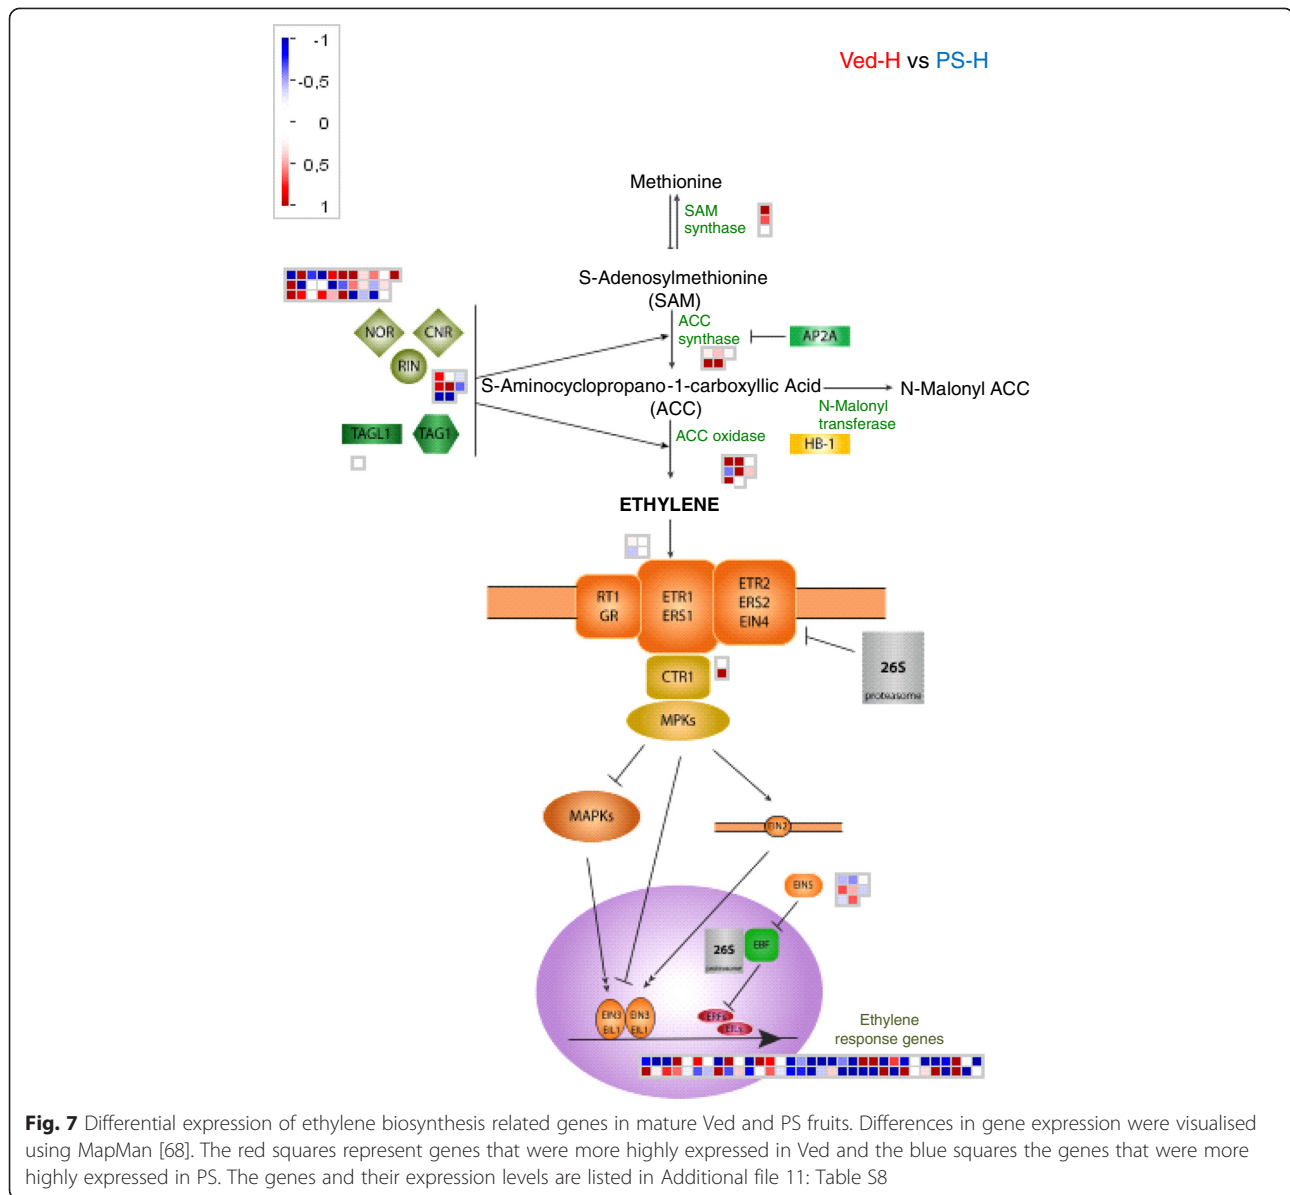 -1
-0,5
0
0,5
1
Ved-H vs PS-H
Methionine
SAM
synthase
S-Adenosylmethionine
(SAM)
NOR
CNR
RIN
ACC
synthase
AP2A
S-Aminocyclopropano-1-carboxyllic Acid
(ACC)
N-Malonyl ACC
N-Malonyl
transferase
TAGL1
TAG1
ACC oxidase
HB-1
ETHYLENE
RT1
GR
ETR1
ERS1
ETR2
ERS2
EIN4
26S
proteasome
CTR1
MPKs
MAPKs
EIN2
EIN5
26S
proteasome
EBF
EIN3
EIL1
EIN3
EIL1
ERFs
EILs
Ethylene
response genes
Fig. 7 Differential expression of ethylene biosynthesis related genes in mature Ved and PS fruits. Differences in gene expression were visualised
using MapMan [68]. The red squares represent genes that were more highly expressed in Ved and the blue squares the genes that were more
highly expressed in PS. The genes and their expression levels are listed in Additional file 11: Table S8